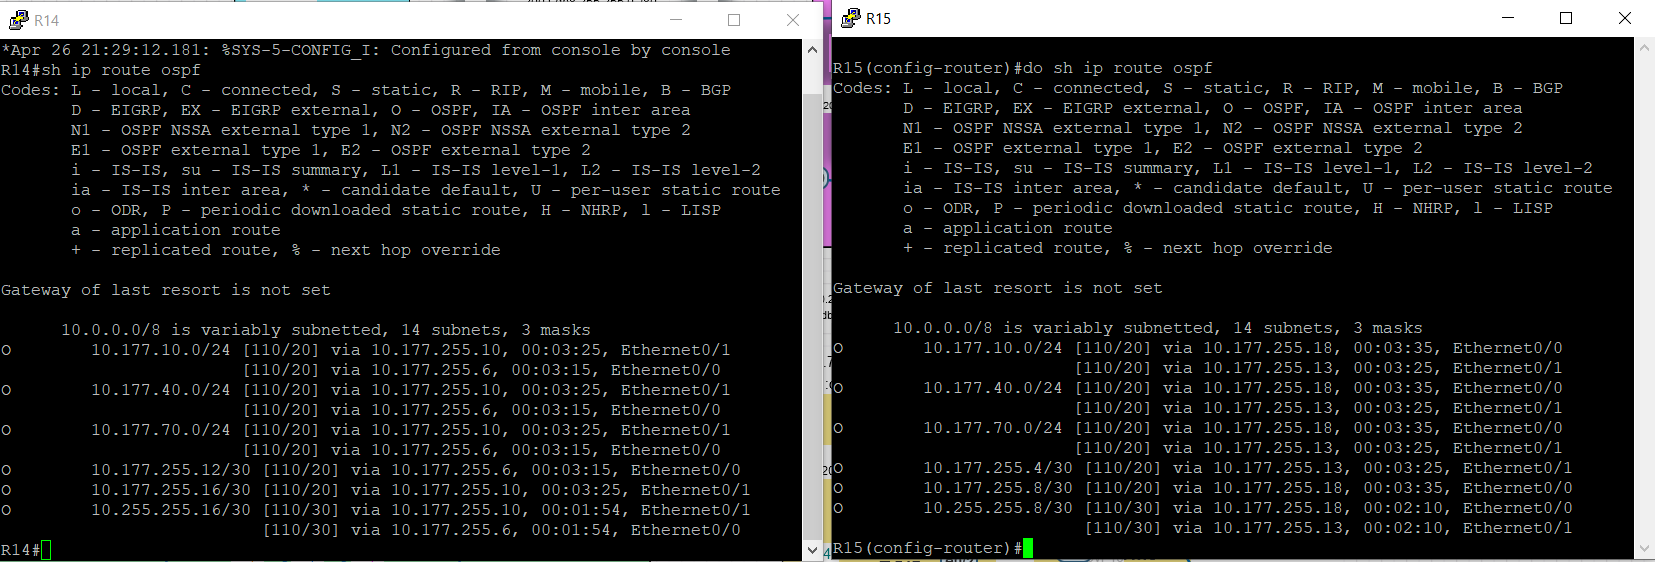 R14
*Apr 26 21:29:12.181: %SYS-5-CONFIG_I: Configured from console by console
R14#sh ip route ospf
Codes: L - local, C - connected, S - static, R - RIP, M - mobile, B - BGP
       D - EIGRP, EX - EIGRP external, O - OSPF, IA - OSPF inter area
       N1 - OSPF NSSA external type 1, N2 - OSPF NSSA external type 2
       E1 - OSPF external type 1, E2 - OSPF external type 2
       i - IS-IS, su - IS-IS summary, L1 - IS-IS level-1, L2 - IS-IS level-2
       ia - IS-IS inter area, * - candidate default, U - per-user static route
       o - ODR, P - periodic downloaded static route, H - NHRP, l - LISP
       a - application route
       + - replicated route, % - next hop override
Gateway of last resort is not set
      10.0.0.0/8 is variably subnetted, 14 subnets, 3 masks
O        10.177.10.0/24 [110/20] via 10.177.255.10, 00:03:25, Ethernet0/1
                        [110/20] via 10.177.255.6, 00:03:15, Ethernet0/0
O        10.177.40.0/24 [110/20] via 10.177.255.10, 00:03:25, Ethernet0/1
                        [110/20] via 10.177.255.6, 00:03:15, Ethernet0/0
O        10.177.70.0/24 [110/20] via 10.177.255.10, 00:03:25, Ethernet0/1
                        [110/20] via 10.177.255.6, 00:03:15, Ethernet0/0
O        10.177.255.12/30 [110/20] via 10.177.255.6, 00:03:15, Ethernet0/0
O        10.177.255.16/30 [110/20] via 10.177.255.10, 00:03:25, Ethernet0/1
O        10.255.255.16/30 [110/30] via 10.177.255.10, 00:01:54, Ethernet0/1
                          [110/30] via 10.177.255.6, 00:01:54, Ethernet0/0
R14#
R15
R15(config-router)#do sh ip route ospf
Codes: L - local, C - connected, S - static, R - RIP, M - mobile, B - BGP
       D - EIGRP, EX - EIGRP external, O - OSPF, IA - OSPF inter area
       N1 - OSPF NSSA external type 1, N2 - OSPF NSSA external type 2
       E1 - OSPF external type 1, E2 - OSPF external type 2
       i - IS-IS, su - IS-IS summary, L1 - IS-IS level-1, L2 - IS-IS level-2
       ia - IS-IS inter area, * - candidate default, U - per-user static route
       o - ODR, P - periodic downloaded static route, H - NHRP, l - LISP
       a - application route
       + - replicated route, % - next hop override
Gateway of last resort is not set
      10.0.0.0/8 is variably subnetted, 14 subnets, 3 masks
O        10.177.10.0/24 [110/20] via 10.177.255.18, 00:03:35, Ethernet0/0
                        [110/20] via 10.177.255.13, 00:03:25, Ethernet0/1
O        10.177.40.0/24 [110/20] via 10.177.255.18, 00:03:35, Ethernet0/0
                        [110/20] via 10.177.255.13, 00:03:25, Ethernet0/1
O        10.177.70.0/24 [110/20] via 10.177.255.18, 00:03:35, Ethernet0/0
                        [110/20] via 10.177.255.13, 00:03:25, Ethernet0/1
O        10.177.255.4/30 [110/20] via 10.177.255.13, 00:03:25, Ethernet0/1
O        10.177.255.8/30 [110/20] via 10.177.255.18, 00:03:35, Ethernet0/0
O        10.255.255.8/30 [110/30] via 10.177.255.18, 00:02:10, Ethernet0/0
                         [110/30] via 10.177.255.13, 00:02:10, Ethernet0/1
R15(config-router)#